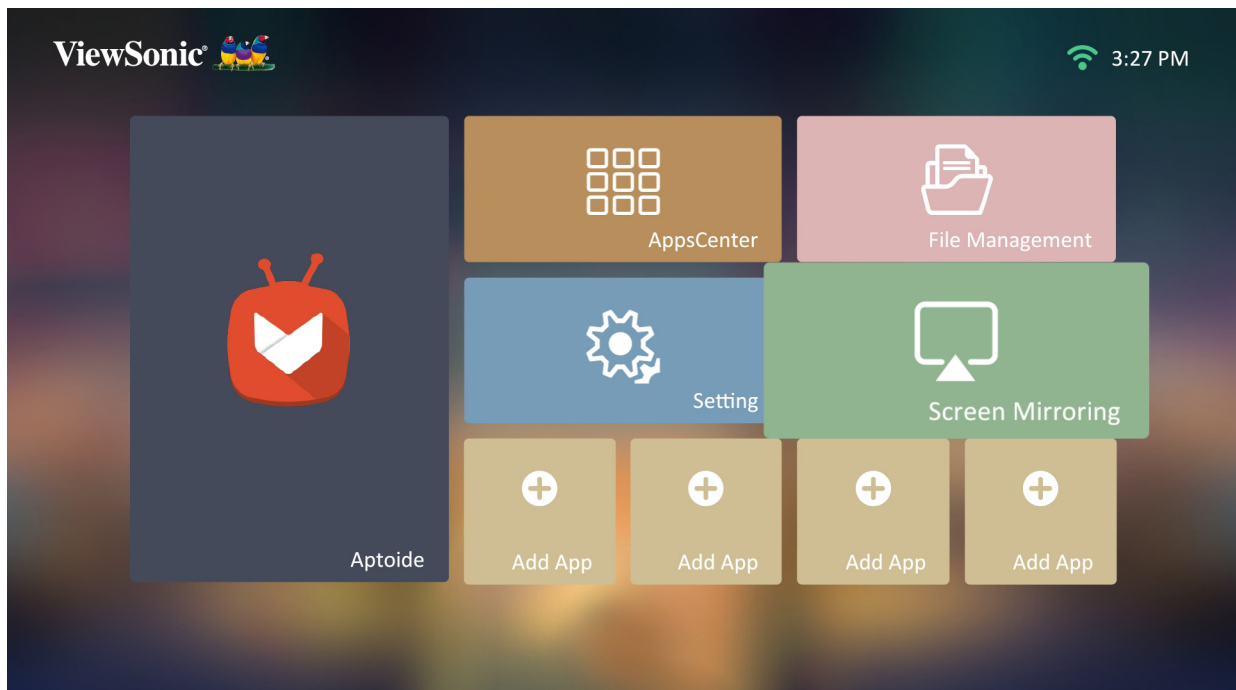 ViewSonic®
3:27 PM
AppsCenter
File Management
Setting
Screen Mirroring
Aptoide
Add App
Add App
Add App
Add App